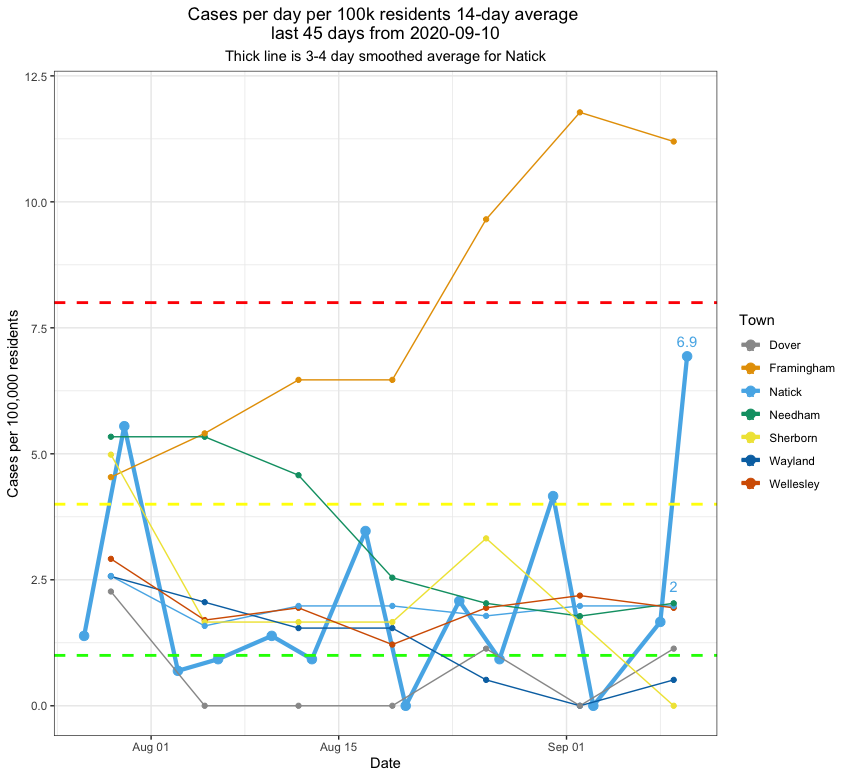 Cases per day per 100k residents 14-day average
last 45 days from 2020-09-10
Thick line is 3-4 day smoothed average for Natick
Cases per 100,000 residents
12.5
10.0
7.5
5.0
2.5
0.0
6.9
2
Aug 01
Aug 15
Sep 01
Date
Town
Dover
Framingham
Natick
Needham
Sherborn
Wayland
Wellesley